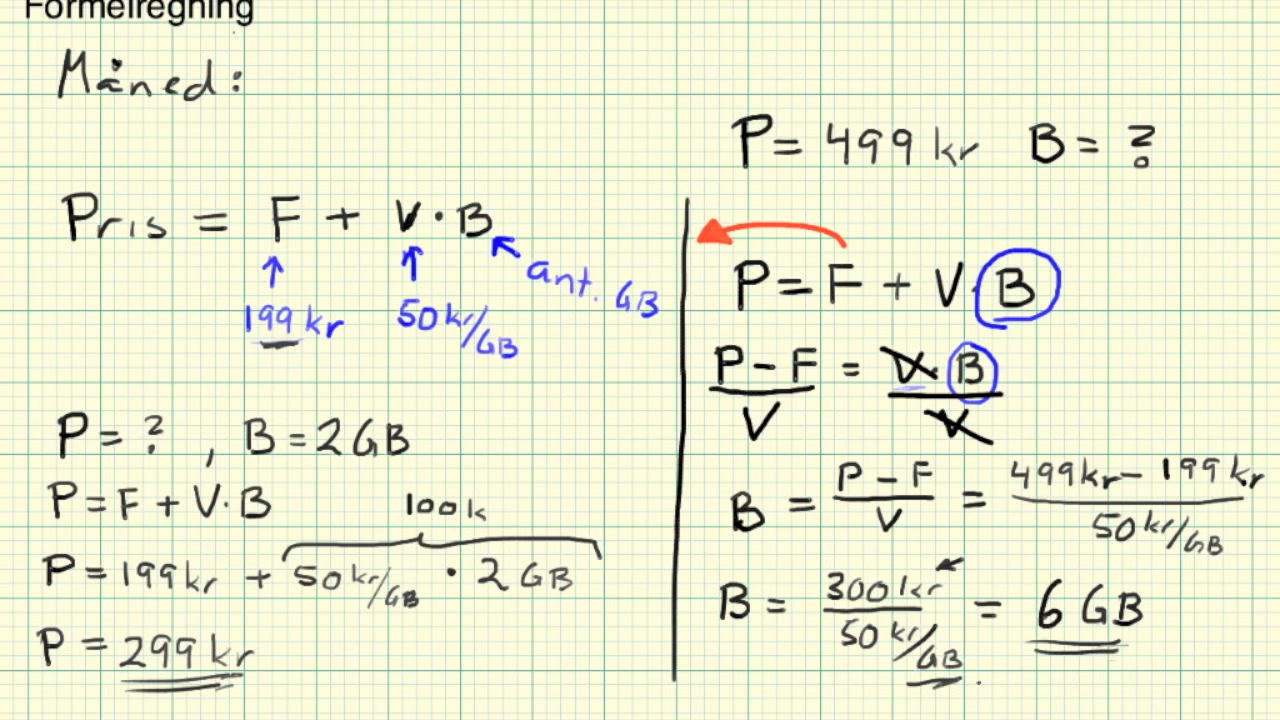 Formelregning
Måned:
Pris = F + V · B
199 kr
50 kr/GB
ant. GB
P = ? , B = 2 GB
P = F + V · B
100 k
P = 199 kr + 50 kr/GB · 2 GB
P = 299 kr
P = 499 kr B = ?
P = F + V · B
P - F = V · B
V V
B = P - F = 499 kr - 199 kr
V 50 kr/GB
B = 300 kr = 6 GB
50 kr/GB